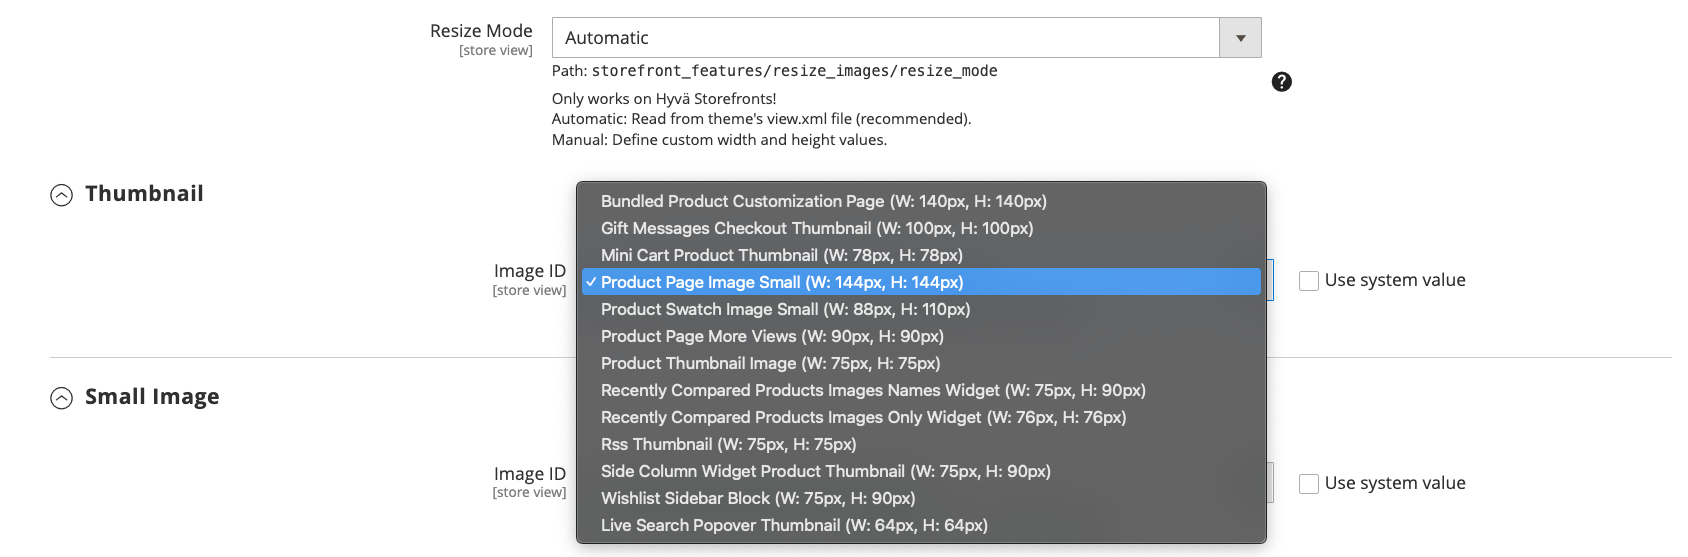 Resize Mode
[store view]
Automatic
Path: storefront_features/resize_images/resize_mode
Only works on Hyvä Storefronts!
Automatic: Read from theme's view.xml file (recommended).
Manual: Define custom width and height values.
Thumbnail
Image ID
[store view]
Bundled Product Customization Page (W: 140px, H: 140px)
Gift Messages Checkout Thumbnail (W: 100px, H: 100px)
Mini Cart Product Thumbnail (W: 78px, H: 78px)
Product Page Image Small (W: 144px, H: 144px)
Product Swatch Image Small (W: 88px, H: 110px)
Product Page More Views (W: 90px, H: 90px)
Product Thumbnail Image (W: 75px, H: 75px)
Recently Compared Products Images Names Widget (W: 75px, H: 90px)
Recently Compared Products Images Only Widget (W: 76px, H: 76px)
Rss Thumbnail (W: 75px, H: 75px)
Side Column Widget Product Thumbnail (W: 75px, H: 90px)
Wishlist Sidebar Block (W: 75px, H: 90px)
Live Search Popover Thumbnail (W: 64px, H: 64px)
Use system value
Small Image
Image ID
[store view]
Use system value